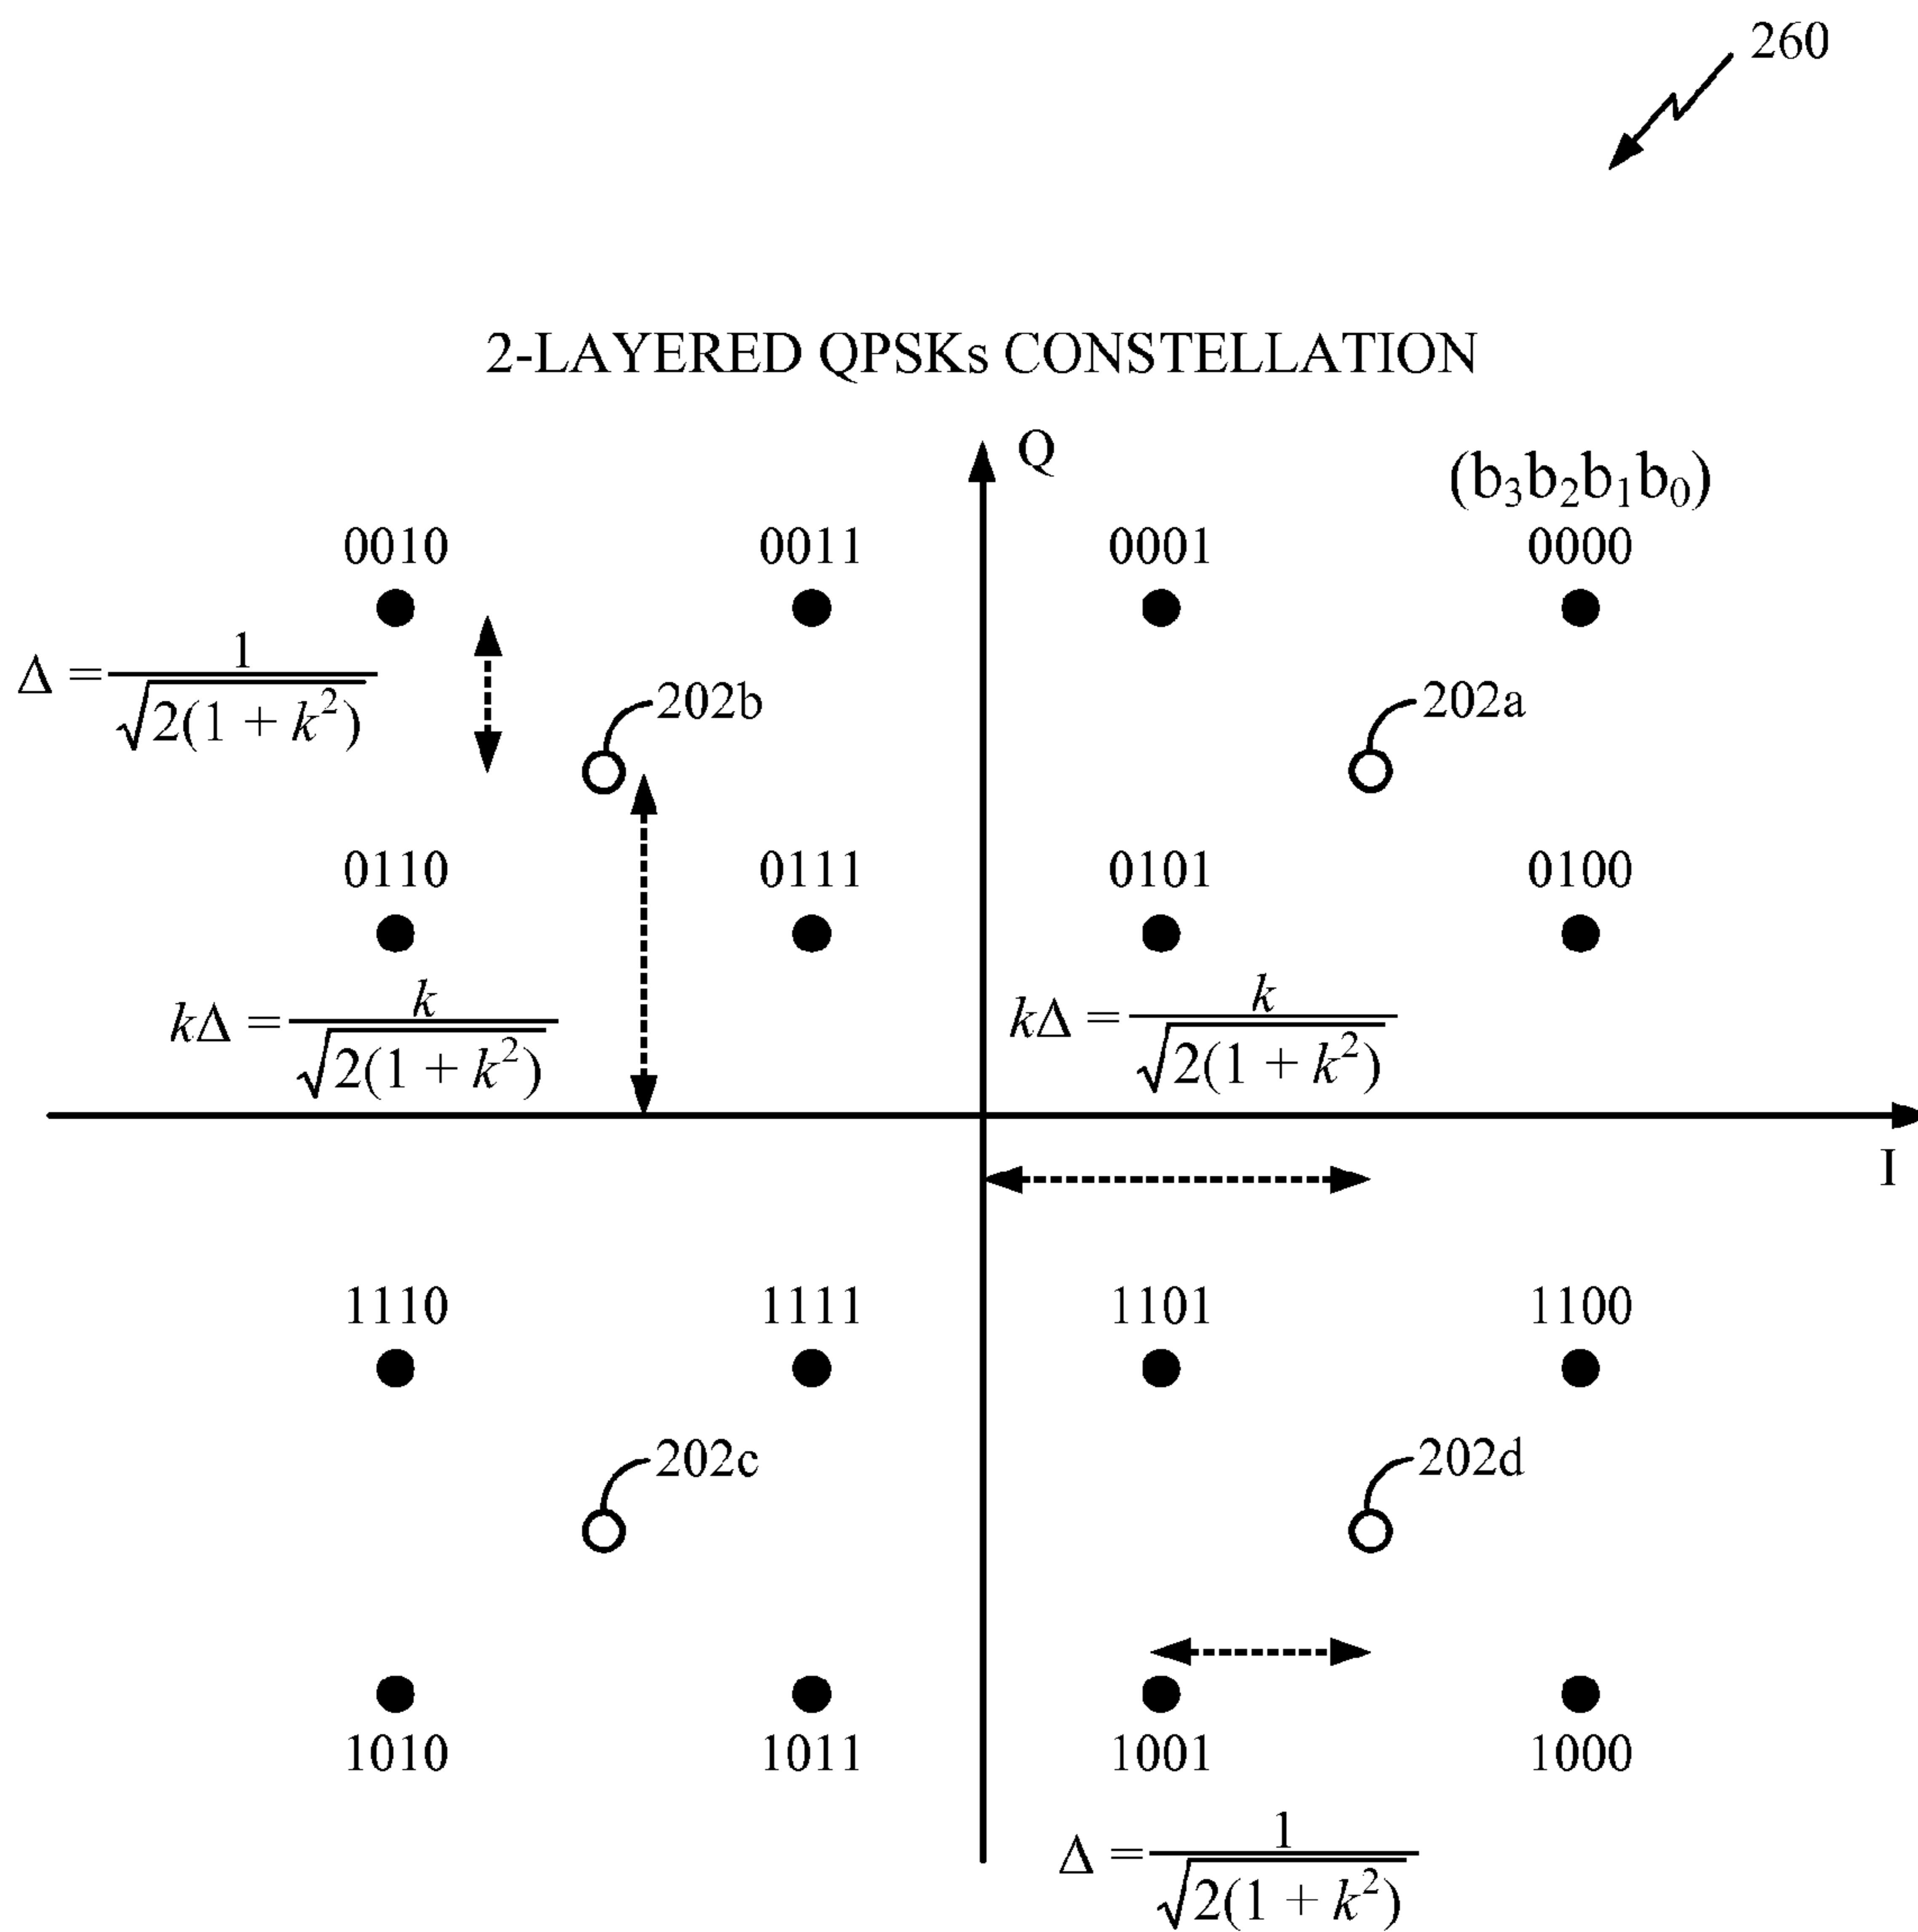 260
2-LAYERED QPSKs CONSTELLATION
Q
(b₃b₂b₁b₀)
0010 0011 0001 0000
Δ = 1/√2(1 + k²)
202b 202a
0110 0111 0101 0100
kΔ = k/√2(1 + k²) kΔ = k/√2(1 + k²)
I
1110 1111 1101 1100
202c 202d
1010 1011 1001 1000
Δ = 1/√2(1 + k²)